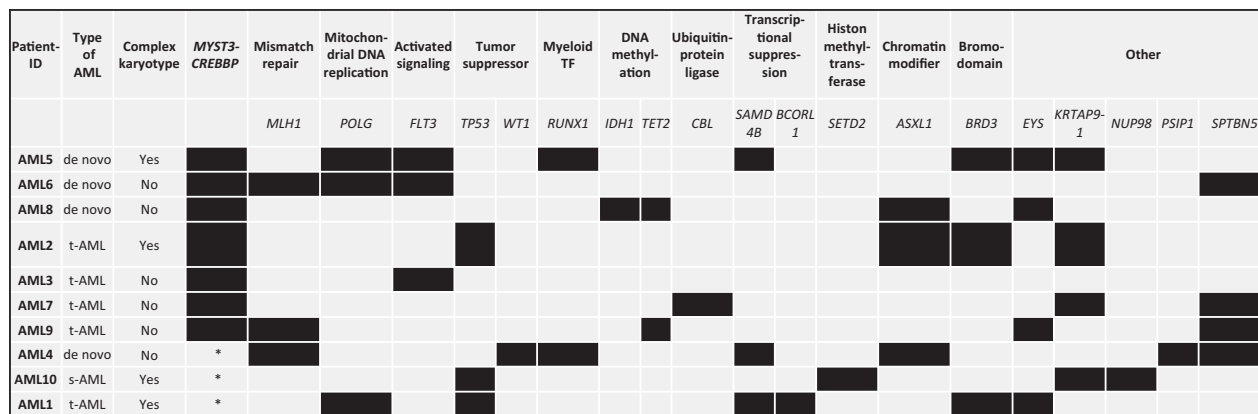 Patient-ID Type of AML Complex karyotype MYST3-CREBBP Mismatch repair Mitochon-drial DNA replication Activated signaling Tumor suppressor Myeloid TF DNA methyl-ation Ubiquitin-protein ligase Transcrip-tional suppres-sion Histon methyl-trans-ferase Chromatin modifier Bromo-domain Other
MLH1 POLG FLT3 TP53 WT1 RUNX1 IDH1 TET2 CBL SAMD4B BCORL1 SETD2 ASXL1 BRD3 EYS KRTAP9-1 NUP98 PSIP1 SPTBN5
AML5 de novo Yes
AML6 de novo No
AML8 de novo No
AML2 t-AML Yes
AML3 t-AML No
AML7 t-AML No
AML9 t-AML No
AML4 de novo No *
AML10 s-AML Yes *
AML1 t-AML Yes *